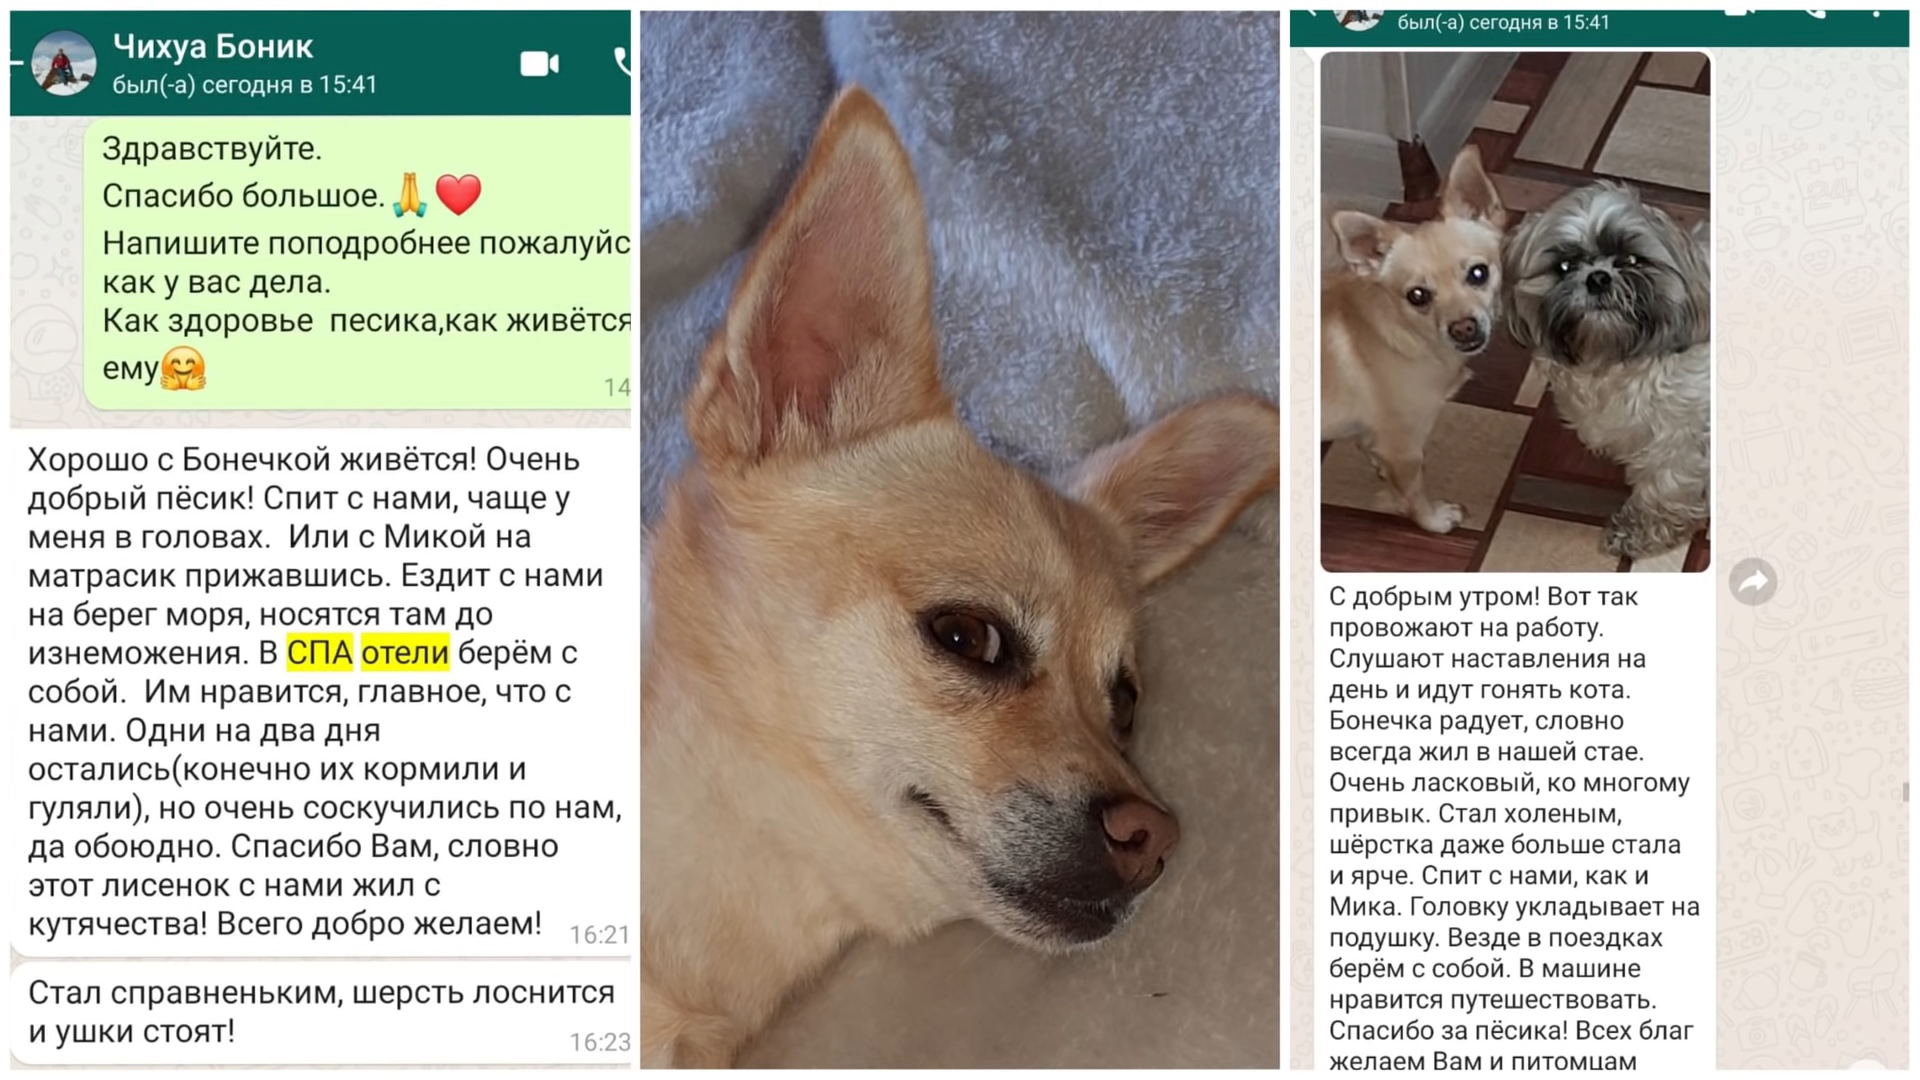 Чихуа Боник
был(-а) сегодня в 15:41
Здравствуйте.
Спасибо большое.🙏❤️
Напишите поподробнее пожалуйс
как у вас дела.
Как здоровье песика,как живётся
ему🤗
14
Хорошо с Бонечкой живётся! Очень
добрый пёсик! Спит с нами, чаще у
меня в головах. Или с Микой на
матрасик прижавшись. Ездит с нами
на берег моря, носятся там до
изнеможения. В СПА отели берём с
собой. Им нравится, главное, что с
нами. Одни на два дня
остались(конечно их кормили и
гуляли), но очень соскучились по нам,
да обоюдно. Спасибо Вам, словно
этот лисенок с нами жил с
кутячества! Всего добро желаем!
16:21
Стал справненьким, шерсть лоснится
и ушки стоят!
16:23
был(-а) сегодня в 15:41
С добрым утром! Вот так
провожают на работу.
Слушают наставления на
день и идут гонять кота.
Бонечка радует, словно
всегда жил в нашей стае.
Очень ласковый, ко многому
привык. Стал холеным,
шёрстка даже больше стала
и ярче. Спит с нами, как и
Мика. Головку укладывает на
подушку. Везде в поездках
берём с собой. В машине
нравится путешествовать.
Спасибо за пёсика! Всех благ
желаем Вам и питомцам